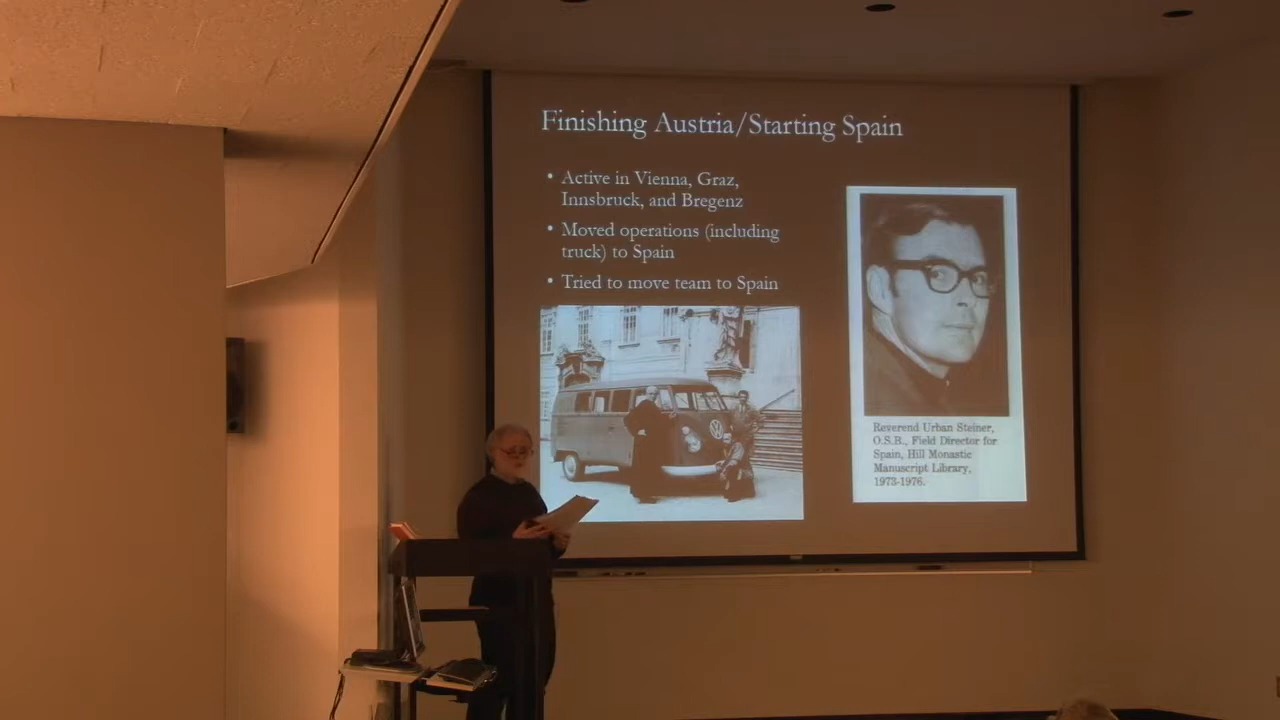 Finishing Austria/Starting Spain
• Active in Vienna, Graz,
Innsbruck, and Bregenz
• Moved operations (including
truck) to Spain
• Tried to move team to Spain
Reverend Urban Steiner,
O.S.B., Field Director for
Spain, Hill Monastic
Manuscript Library,
1973-1976.